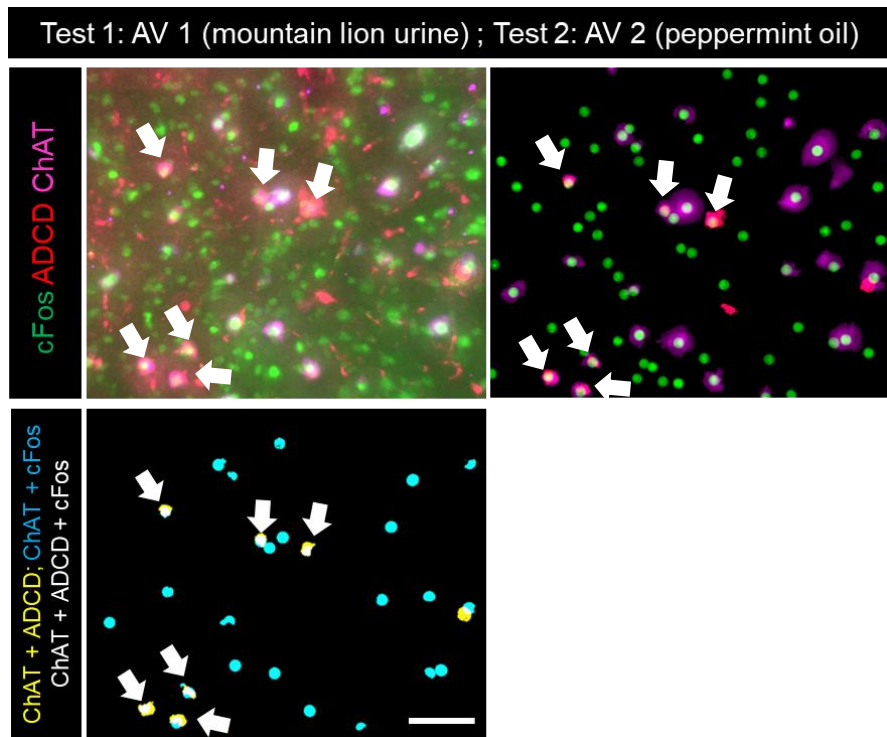 Test 1: AV 1 (mountain lion urine) ; Test 2: AV 2 (peppermint oil)
cFos ADCD ChAT
ChAT + ADCD; ChAT + cFos
ChAT + ADCD + cFos